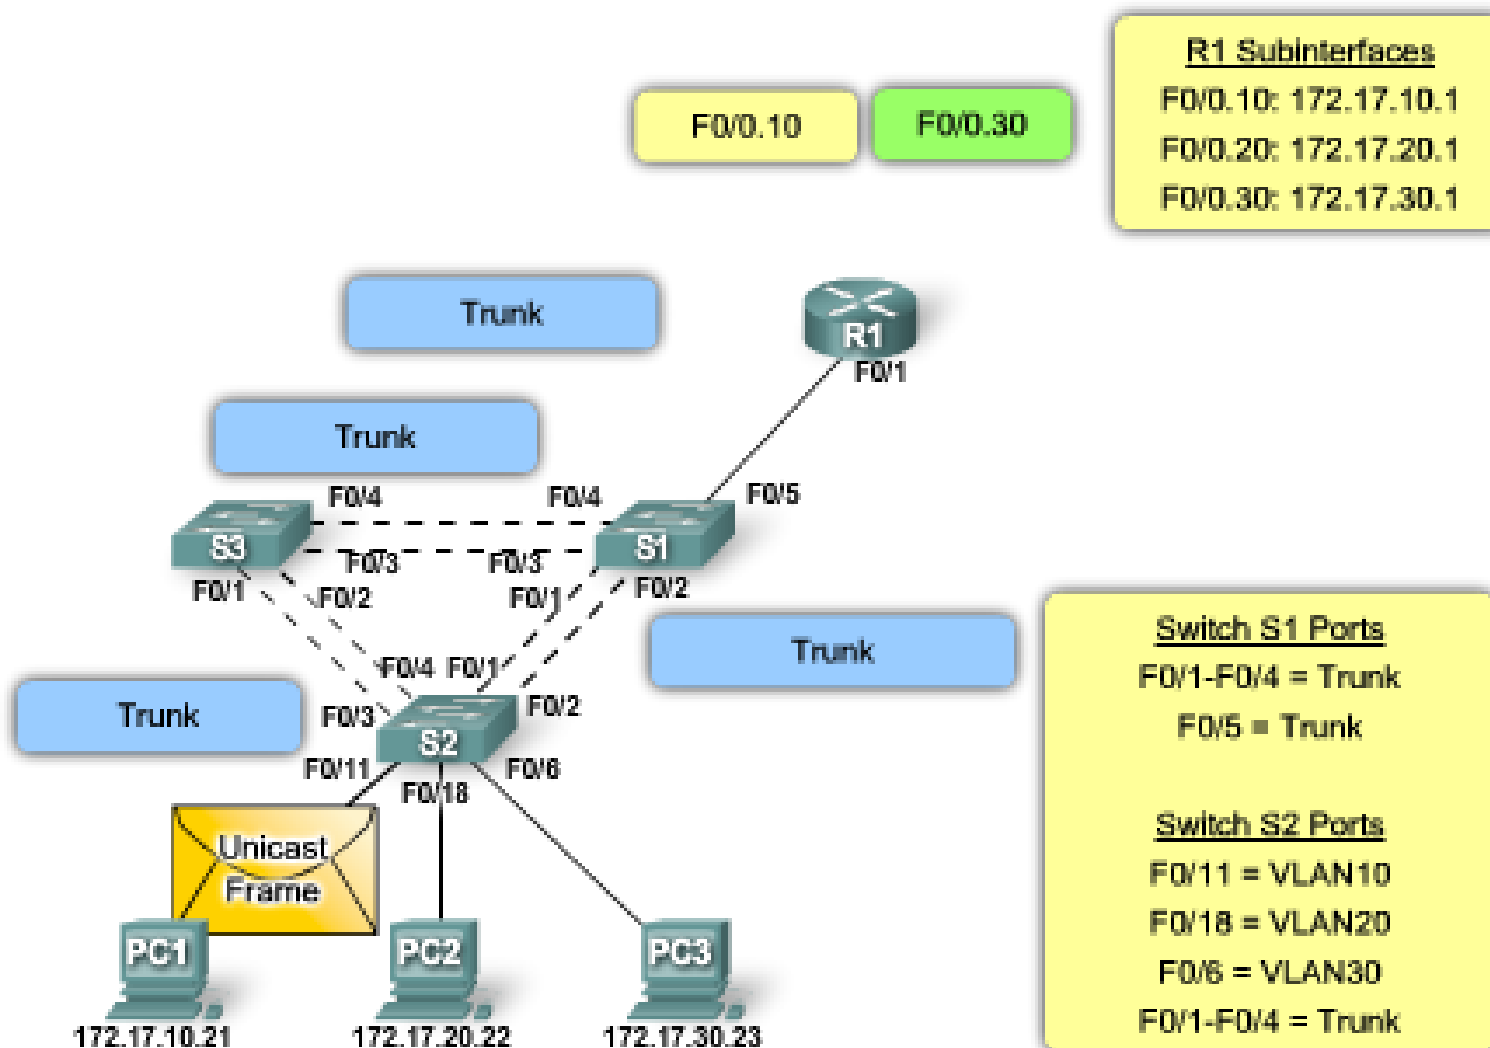 R1 Subinterfaces
F0/0.10: 172.17.10.1
F0/0.20: 172.17.20.1
F0/0.30: 172.17.30.1
F0/0.10
F0/0.30
Trunk
R1
F0/1
Trunk
F0/4
F0/4
F0/5
S3
S1
F0/3
F0/3
F0/1
F0/2
F0/1
F0/2
Trunk
F0/4
F0/1
Trunk
F0/3
F0/2
S2
F0/11
F0/18
F0/6
Unicast
Frame
PC1
PC2
PC3
172.17.10.21
172.17.20.22
172.17.30.23
Switch S1 Ports
F0/1-F0/4 = Trunk
F0/5 = Trunk
Switch S2 Ports
F0/11 = VLAN10
F0/18 = VLAN20
F0/6 = VLAN30
F0/1-F0/4 = Trunk